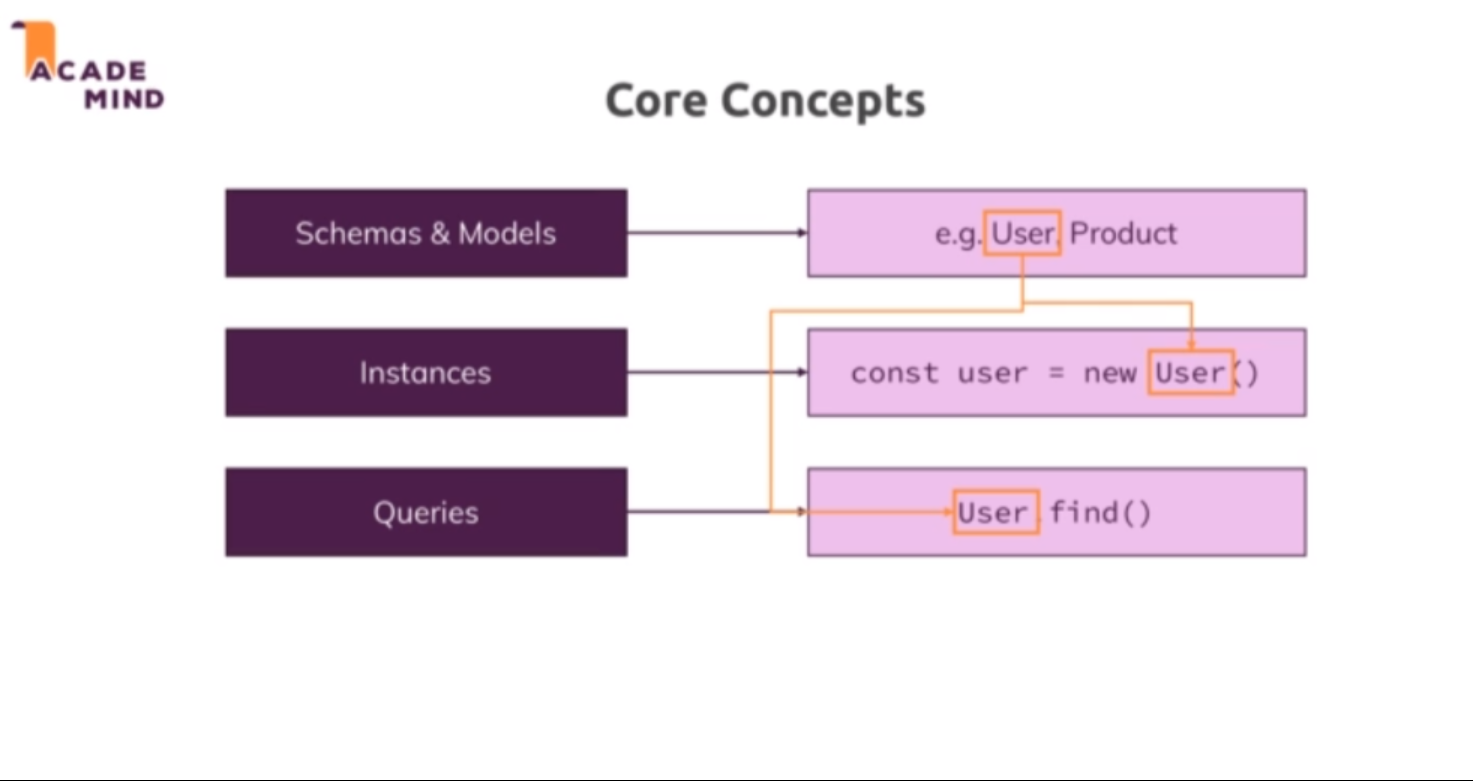 ACADE
MIND
Core Concepts
Schemas & Models
e.g. User, Product
Instances
const user = new User()
Queries
User.find()